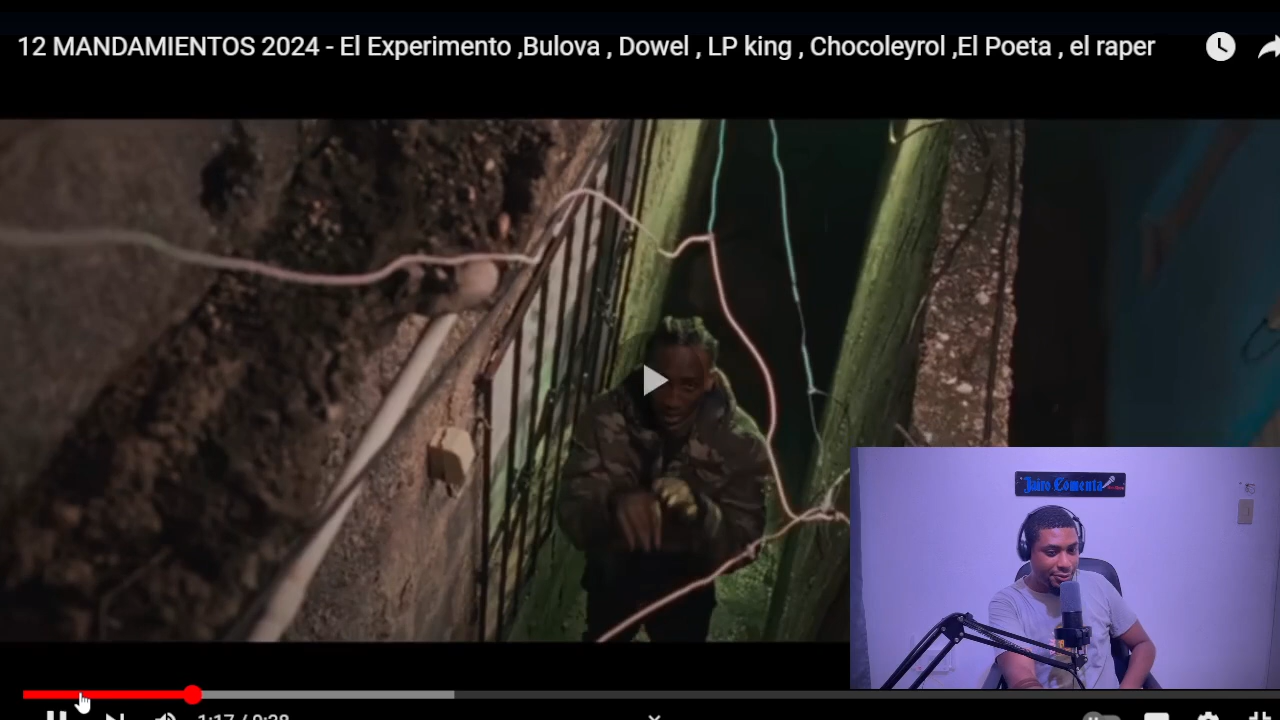 12 MANDAMIENTOS 2024 - El Experimento ,Bulova , Dowel , LP king , Chocoleyrol ,El Poeta , el raper
Jairo Comenta